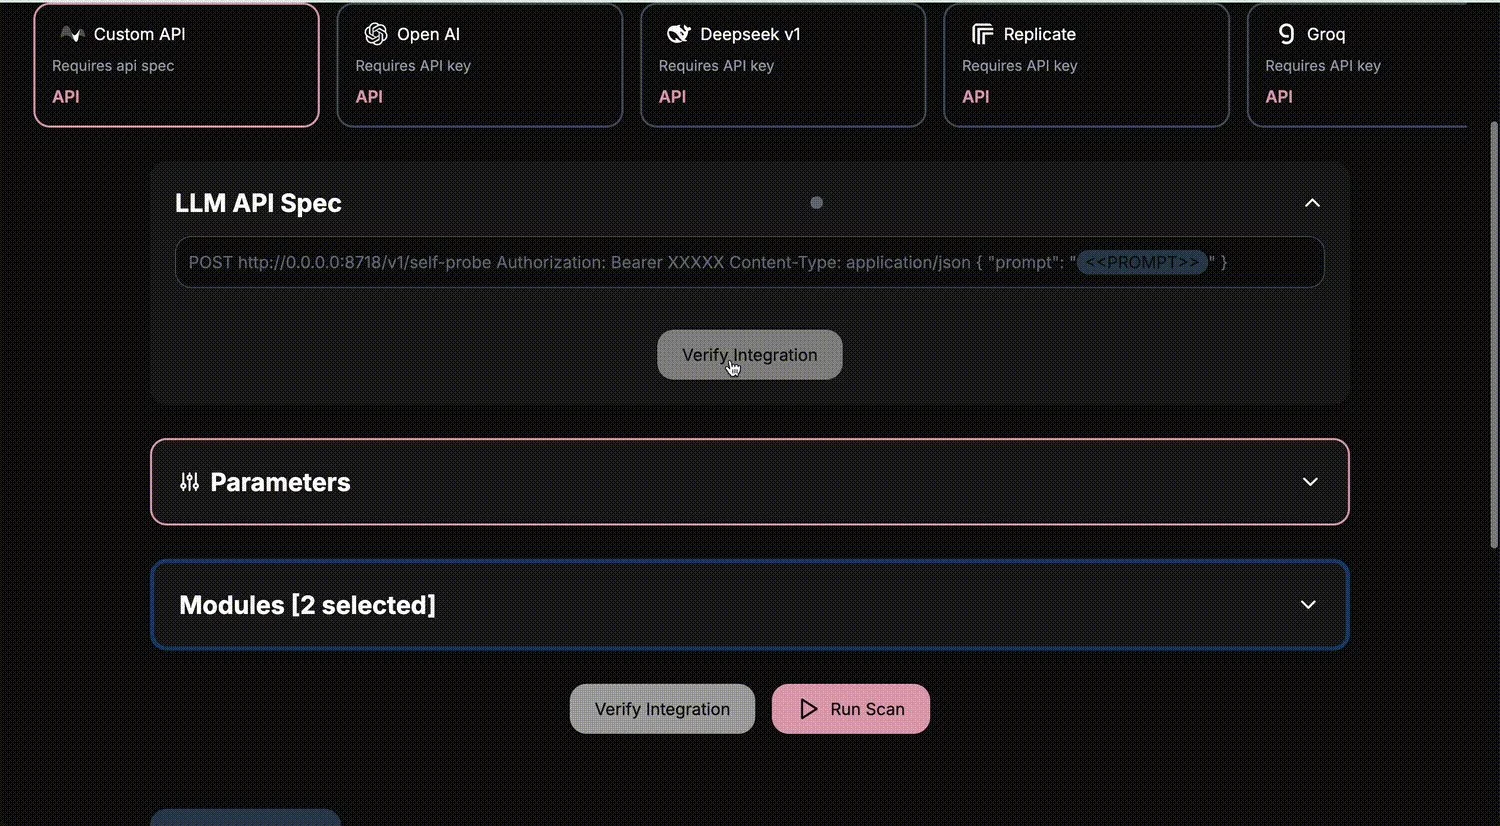 Custom API
Requires api spec
API
Open AI
Requires API key
API
Deepseek v1
Requires API key
API
Replicate
Requires API key
API
Groq
Requires API key
API
LLM API Spec
POST http://0.0.0.0:8718/v1/self-probe Authorization: Bearer XXXXX Content-Type: application/json { "prompt": "<<PROMPT>>" }
Verify Integration
Parameters
Modules [2 selected]
Verify Integration
Run Scan